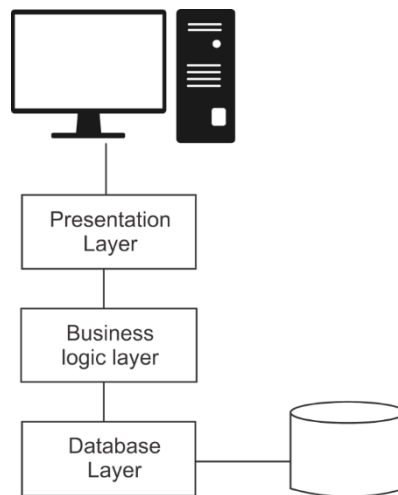 Presentation
Layer
Business
logic layer
Database
Layer